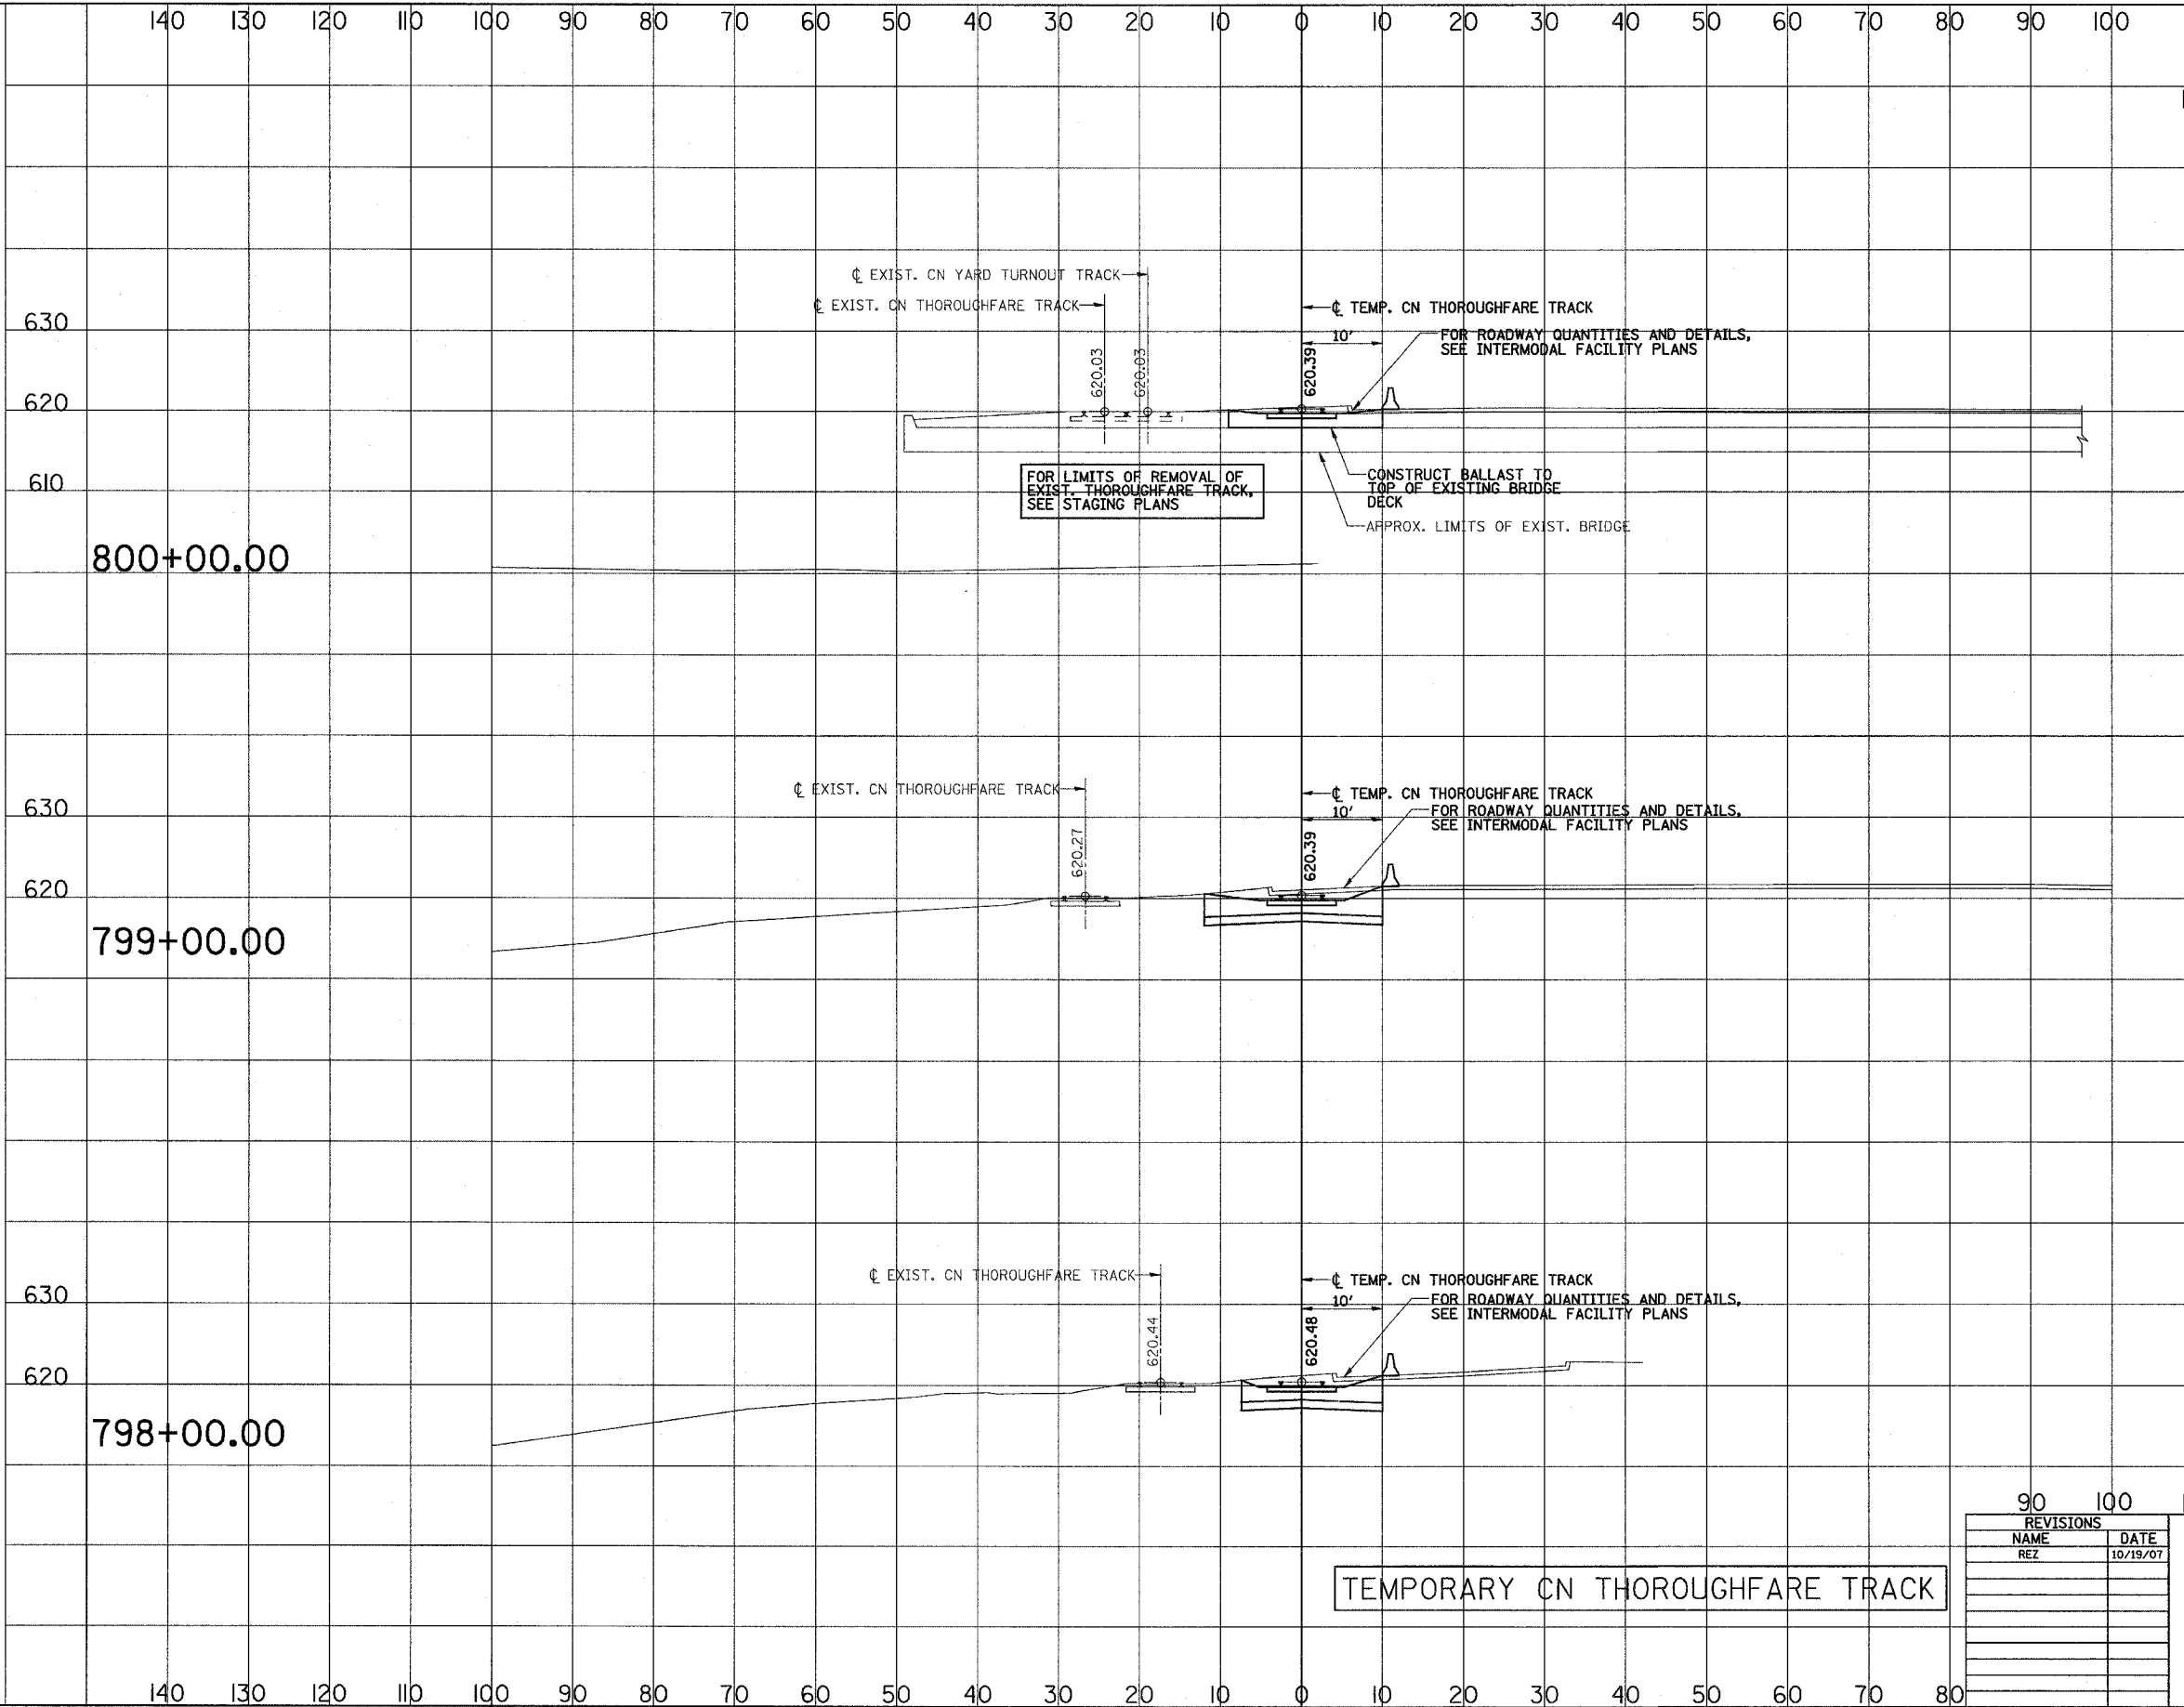 140 130 120 110 100 90 80 70 60 50 40 30 20 10 0 10 20 30 40 50 60 70 80 90 100
℄ EXIST. CN YARD TURNOUT TRACK
℄ EXIST. CN THOROUGHFARE TRACK
℄ TEMP. CN THOROUGHFARE TRACK
630
10'
FOR ROADWAY QUANTITIES AND DETAILS,
SEE INTERMODAL FACILITY PLANS
620.03
620.03
620.39
620
610
FOR LIMITS OF REMOVAL OF
EXIST. THOROUGHFARE TRACK,
SEE STAGING PLANS
CONSTRUCT BALLAST TO
TOP OF EXISTING BRIDGE
DECK
APPROX. LIMITS OF EXIST. BRIDGE
800+00.00
℄ EXIST. CN THOROUGHFARE TRACK
℄ TEMP. CN THOROUGHFARE TRACK
630
10'
FOR ROADWAY QUANTITIES AND DETAILS,
SEE INTERMODAL FACILITY PLANS
620.27
620.39
620
799+00.00
℄ EXIST. CN THOROUGHFARE TRACK
℄ TEMP. CN THOROUGHFARE TRACK
630
10'
FOR ROADWAY QUANTITIES AND DETAILS,
SEE INTERMODAL FACILITY PLANS
620.44
620.48
620
798+00.00
90 100
REVISIONS
NAME DATE
REZ 10/19/07
TEMPORARY CN THOROUGHFARE TRACK
140 130 120 110 100 90 80 70 60 50 40 30 20 10 0 10 20 30 40 50 60 70 80